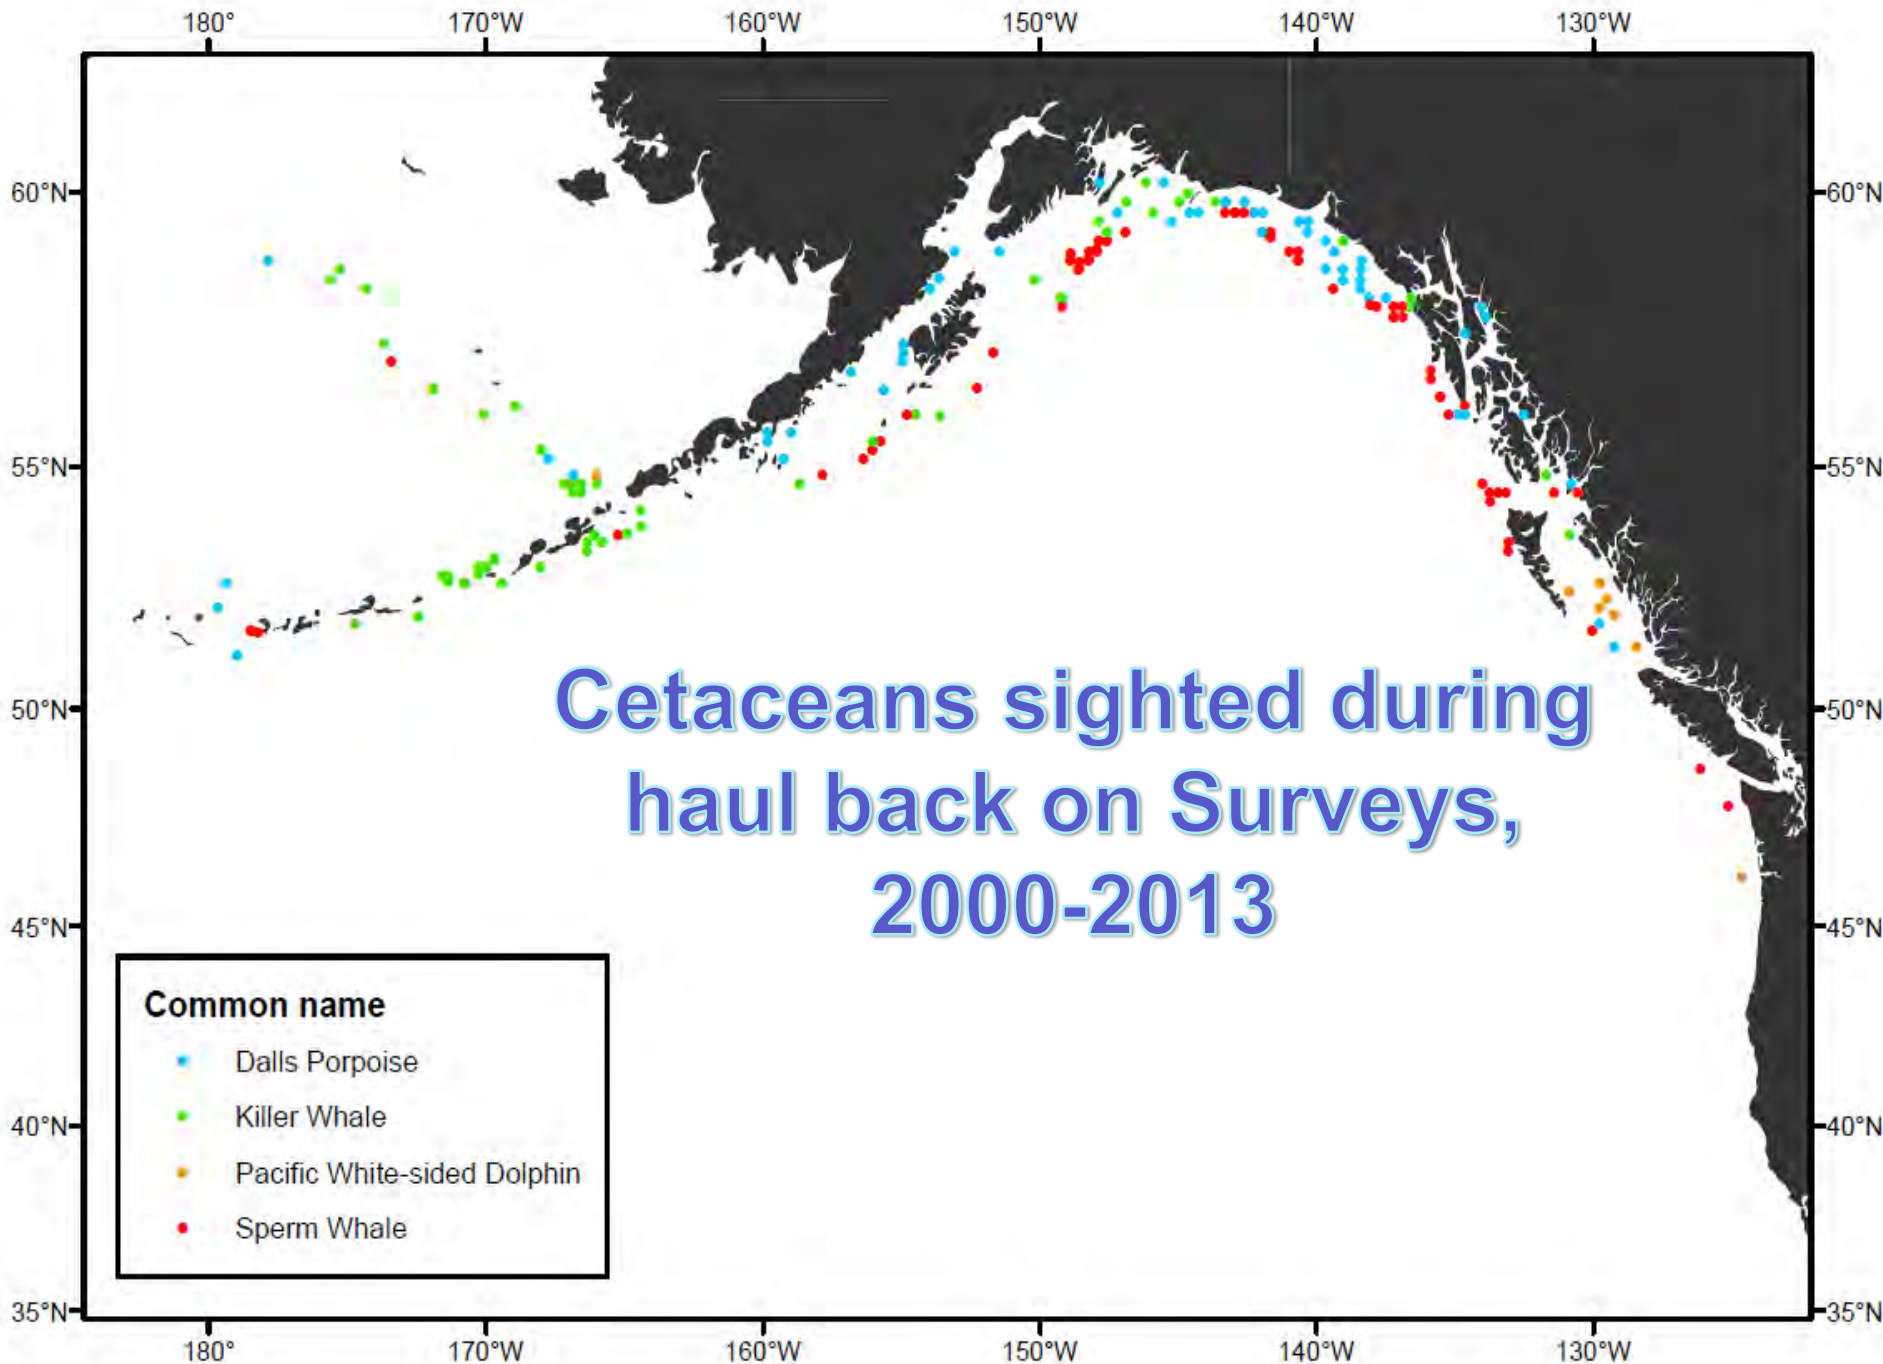 180° 170°W 160°W 150°W 140°W 130°W
60°N 60°N
55°N 55°N
50°N 50°N
Cetaceans sighted during
haul back on Surveys,
2000-2013
45°N 45°N
Common name
Dalls Porpoise
Killer Whale
40°N 40°N
Pacific White-sided Dolphin
Sperm Whale
35°N 35°N
180° 170°W 160°W 150°W 140°W 130°W